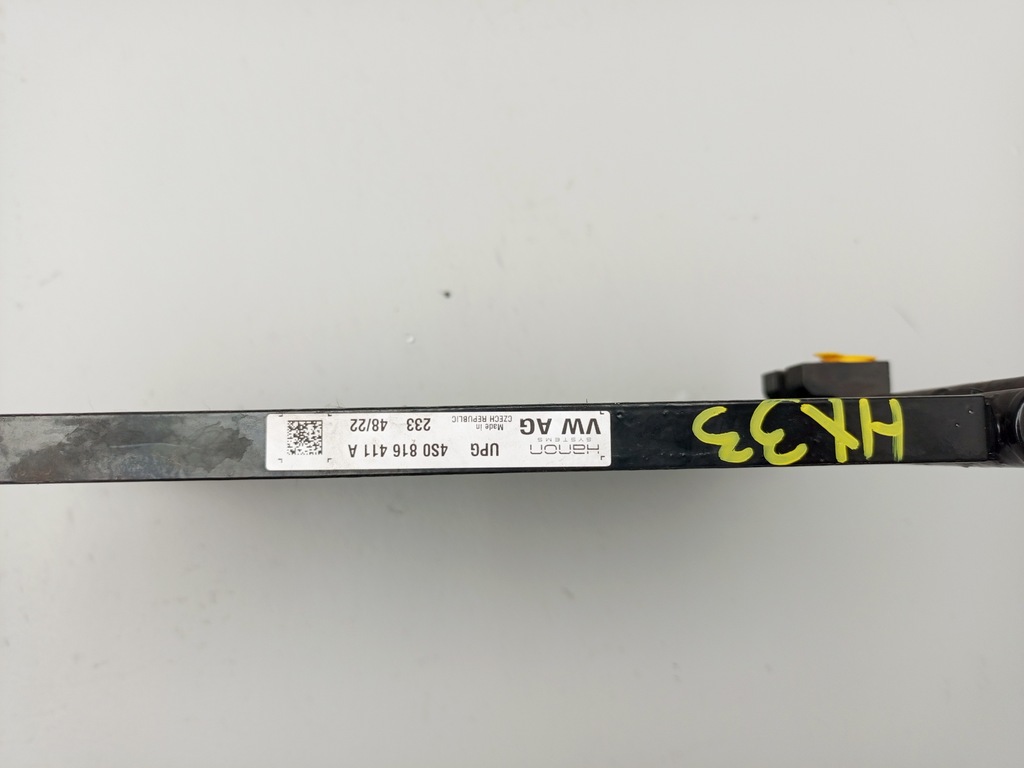 HX33
Hanon
SYSTEMS
VW AG
UPG 4S0 816 411 A
Made in
CZECH REPUBLIC
233 48/22